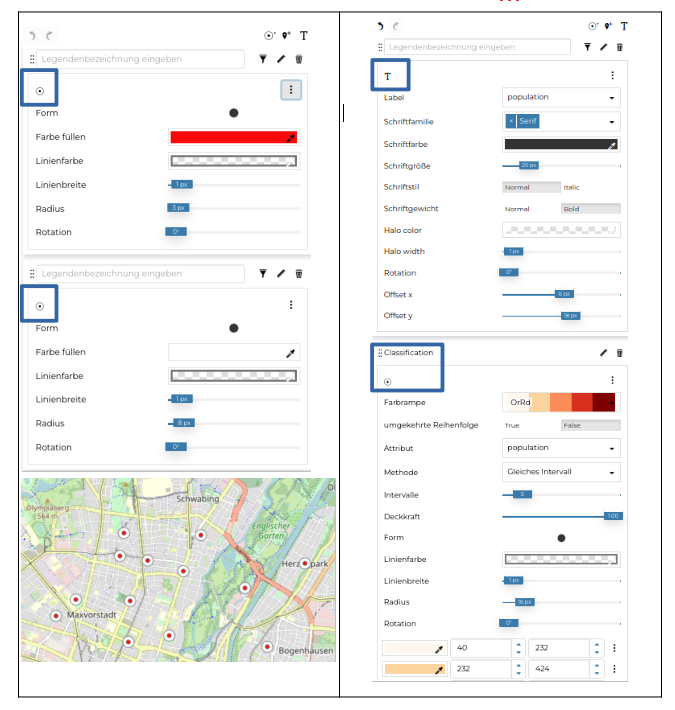 T
Legendenbezeichnung eingeben
Form
Farbe füllen
Linienfarbe
Linienbreite
1 px
Radius
3 px
Rotation
0°
Legendenbezeichnung eingeben
Form
Farbe füllen
Linienfarbe
Linienbreite
1 px
Radius
8 px
Rotation
0°
Schwabing
Olympiaberg
564 m
Englischer
Garten
Maxvorstadt
Bogenhausen
T
Legendenbezeichnung eingeben
T
Label population
Schriftfamilie × Serif
Schriftfarbe
Schriftgröße 20 px
Schriftstil Normal Italic
Schriftgewicht Normal Bold
Halo color
Halo width 1 px
Rotation 0°
Offset x 6 px
Offset y 18 px
Classification
Farbrampe OrRd
umgekehrte Reihenfolge True False
Attribut population
Methode Gleiches Intervall
Intervalle 5
Deckkraft 100
Form
Linienfarbe
Linienbreite 1 px
Radius 16 px
Rotation 0°
40 232
232 424